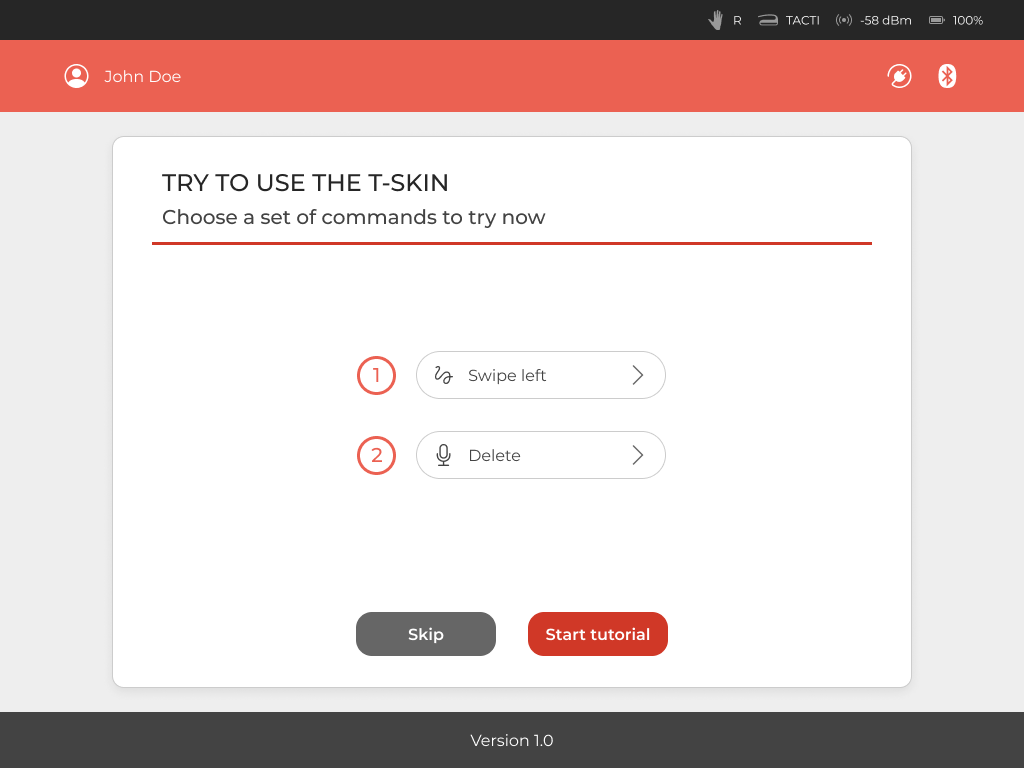 R TACTI -58 dBm 100%
John Doe
TRY TO USE THE T-SKIN
Choose a set of commands to try now
1 Swipe left
2 Delete
Skip Start tutorial
Version 1.0